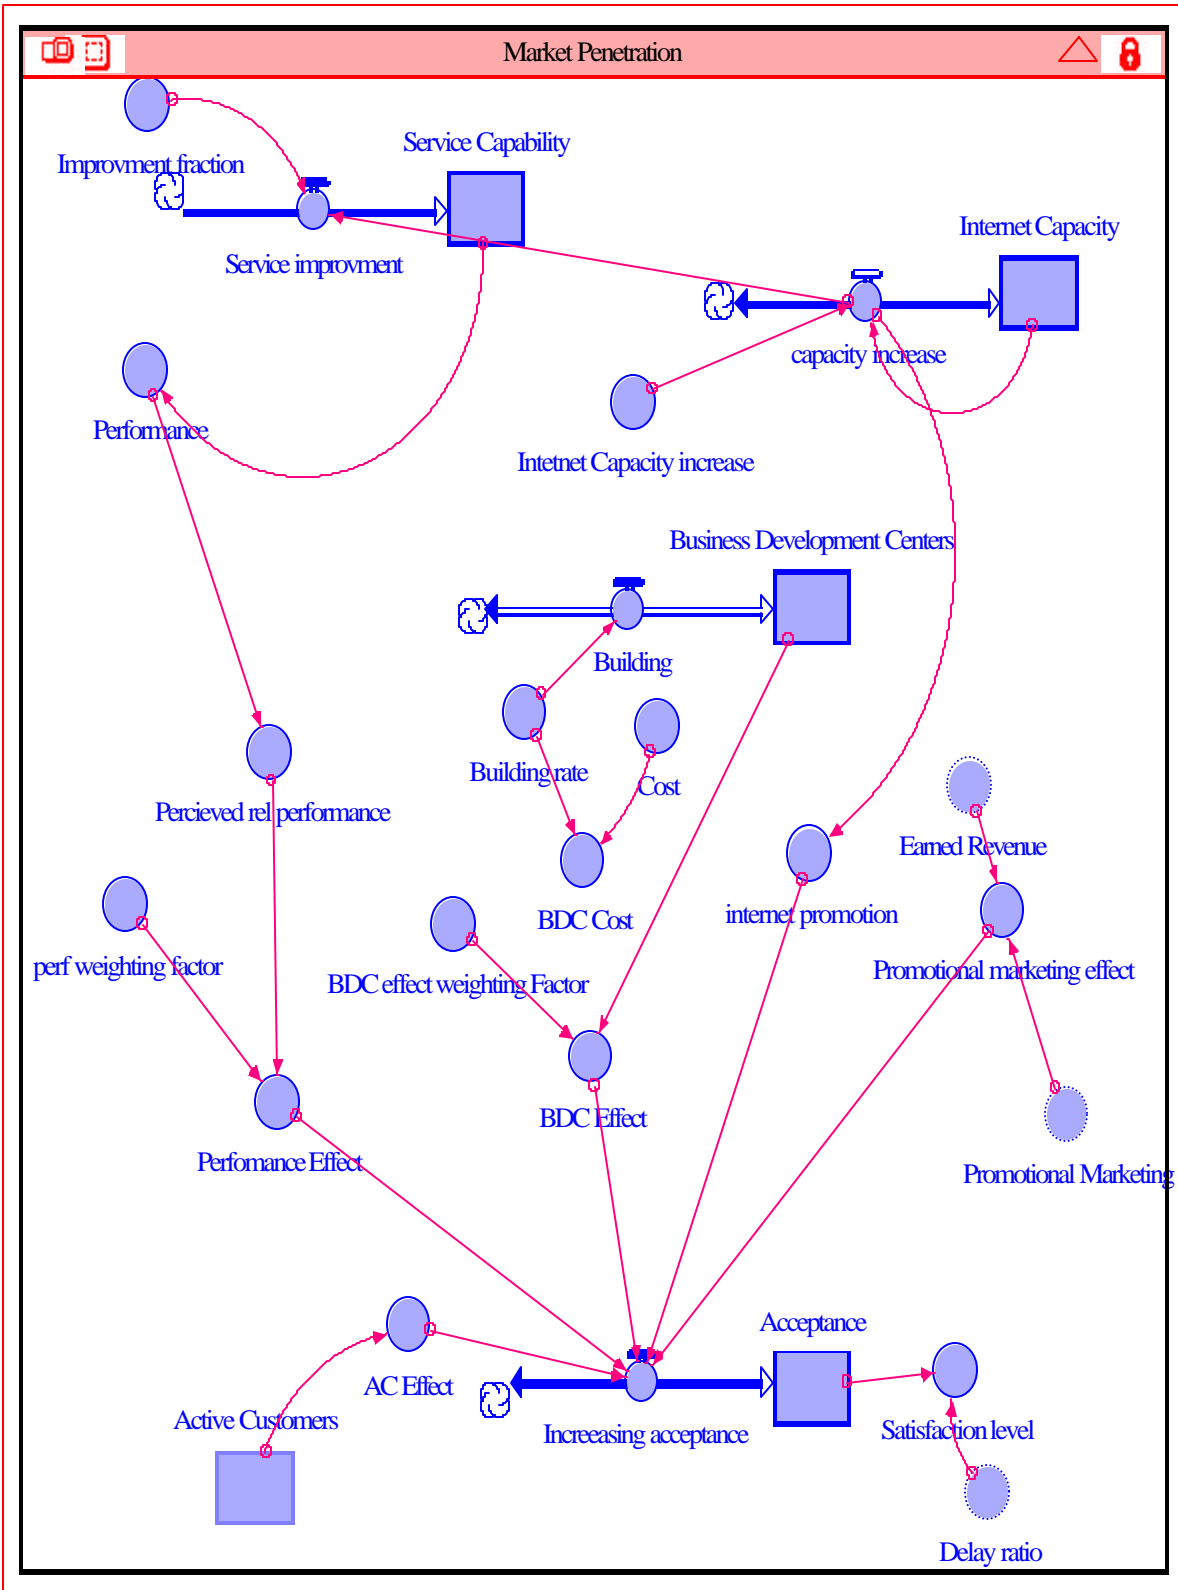 Market Penetration
Service Capability
Improvment fraction
Internet Capacity
Service improvment
capacity increase
Performance
Intetnet Capacity increase
Business Development Centers
Building
Building rate
Cost
Percieved rel performance
Earned Revenue
BDC Cost
internet promotion
perf weighting factor
BDC effect weighting Factor
Promotional marketing effect
BDC Effect
Perfomance Effect
Promotional Marketing
Acceptance
AC Effect
Active Customers
Increeasing acceptance
Satisfaction level
Delay ratio